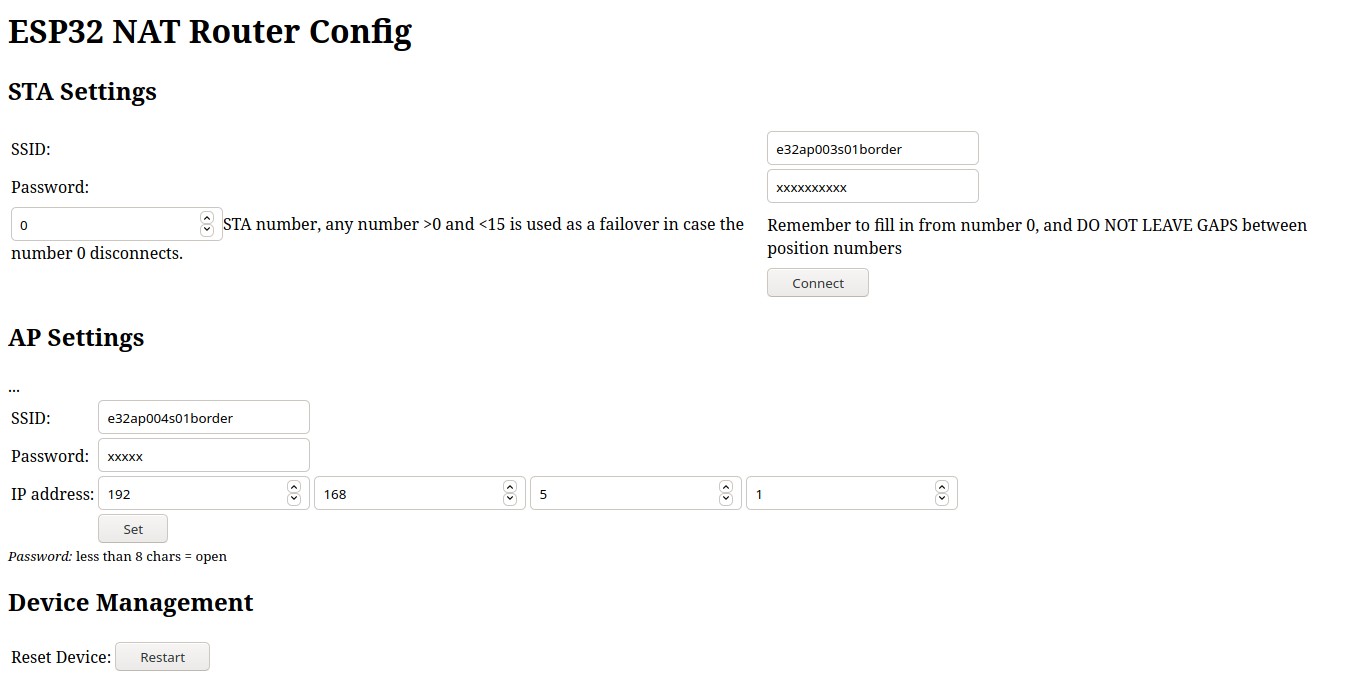 ESP32 NAT Router Config
STA Settings
SSID: e32ap003s01border
Password: xxxxxxxxxx
0 STA number, any number >0 and <15 is used as a failover in case the
number 0 disconnects.
Remember to fill in from number 0, and DO NOT LEAVE GAPS between
position numbers
Connect
AP Settings
...
SSID: e32ap004s01border
Password: xxxxx
IP address: 192 168 5 1
Set
Password: less than 8 chars = open
Device Management
Reset Device: Restart